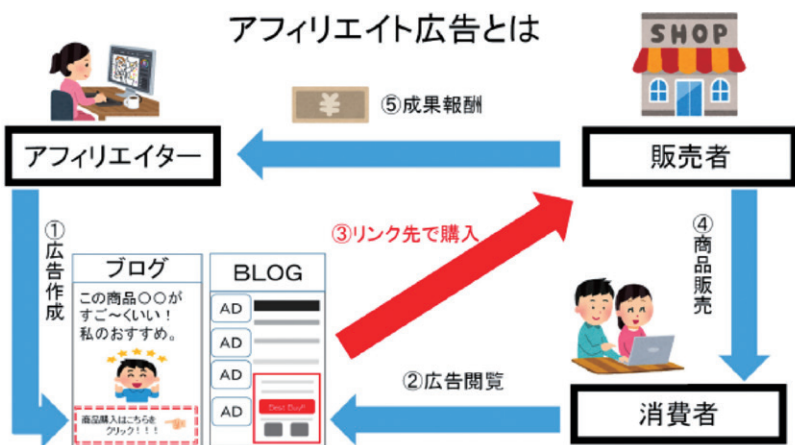 アフィリエイト広告とは
SHOP
¥
⑤成果報酬
アフィリエイター
販売者
①広告作成
③リンク先で購入
④商品販売
ブログ
この商品〇〇が
すご～くいい！
私のおすすめ。
商品購入はこちらを
クリック！！！
BLOG
AD
AD
AD
AD
Best Buy!!
②広告閲覧
消費者